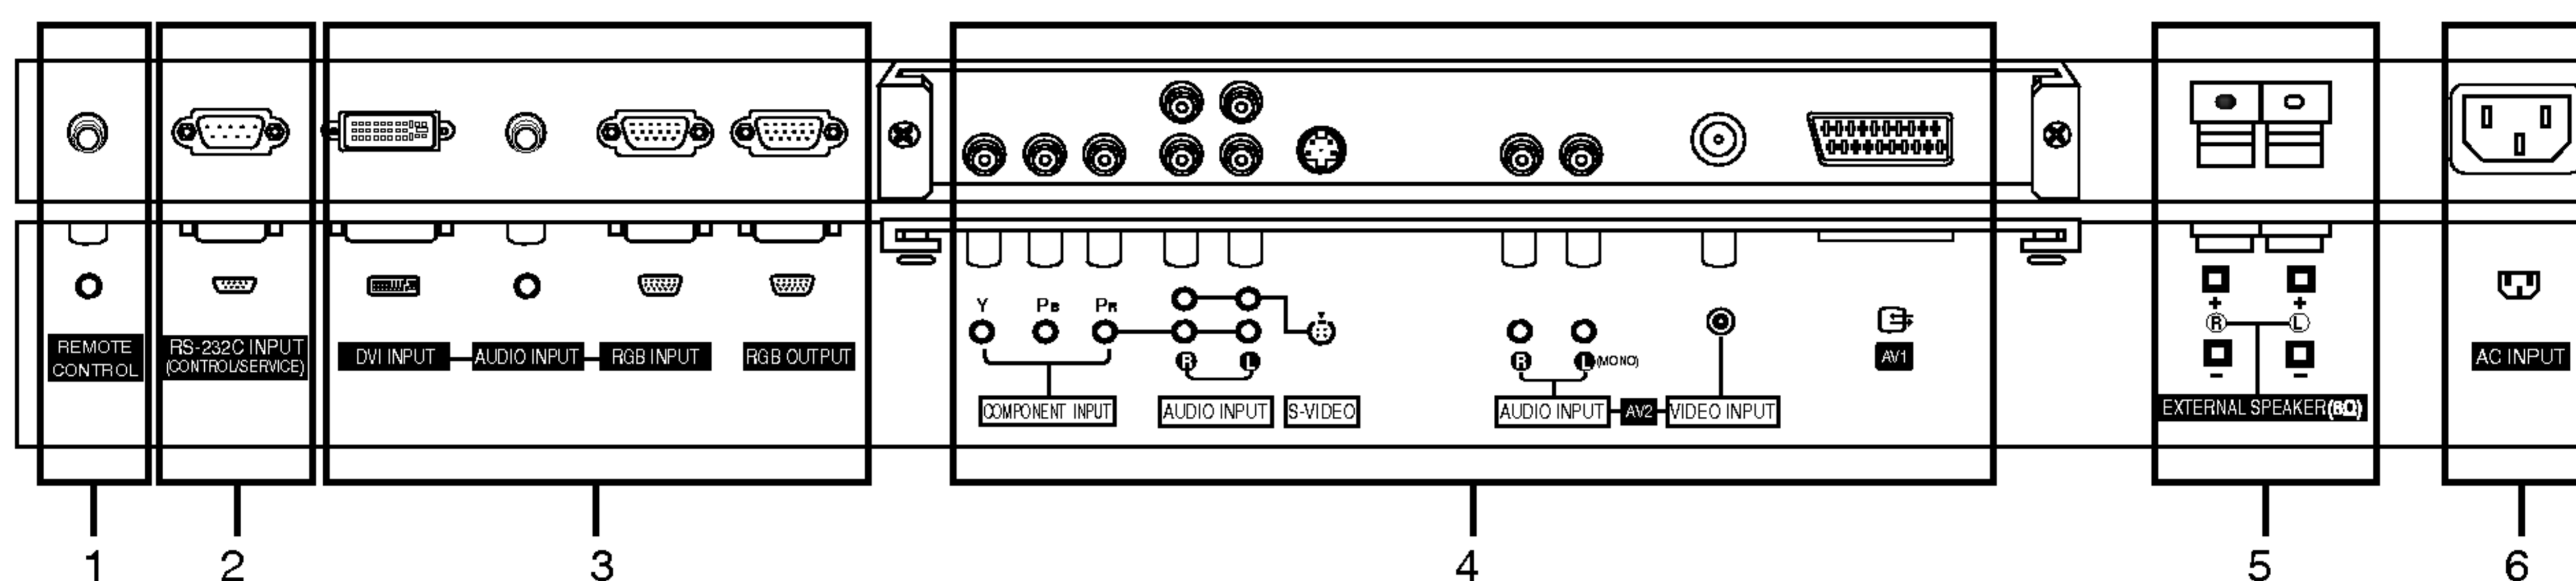 REMOTE
CONTROL
RS-232C INPUT
(CONTROL/SERVICE)
DVI INPUT
AUDIO INPUT
RGB INPUT
RGB OUTPUT
Y
PB
PR
R
L
COMPONENT INPUT
AUDIO INPUT
S-VIDEO
R
L
(MONO)
AUDIO INPUT
AV2
VIDEO INPUT
AV1
+
+
R
L
-
-
EXTERNAL SPEAKER(8Ω)
AC INPUT
1
2
3
4
5
6